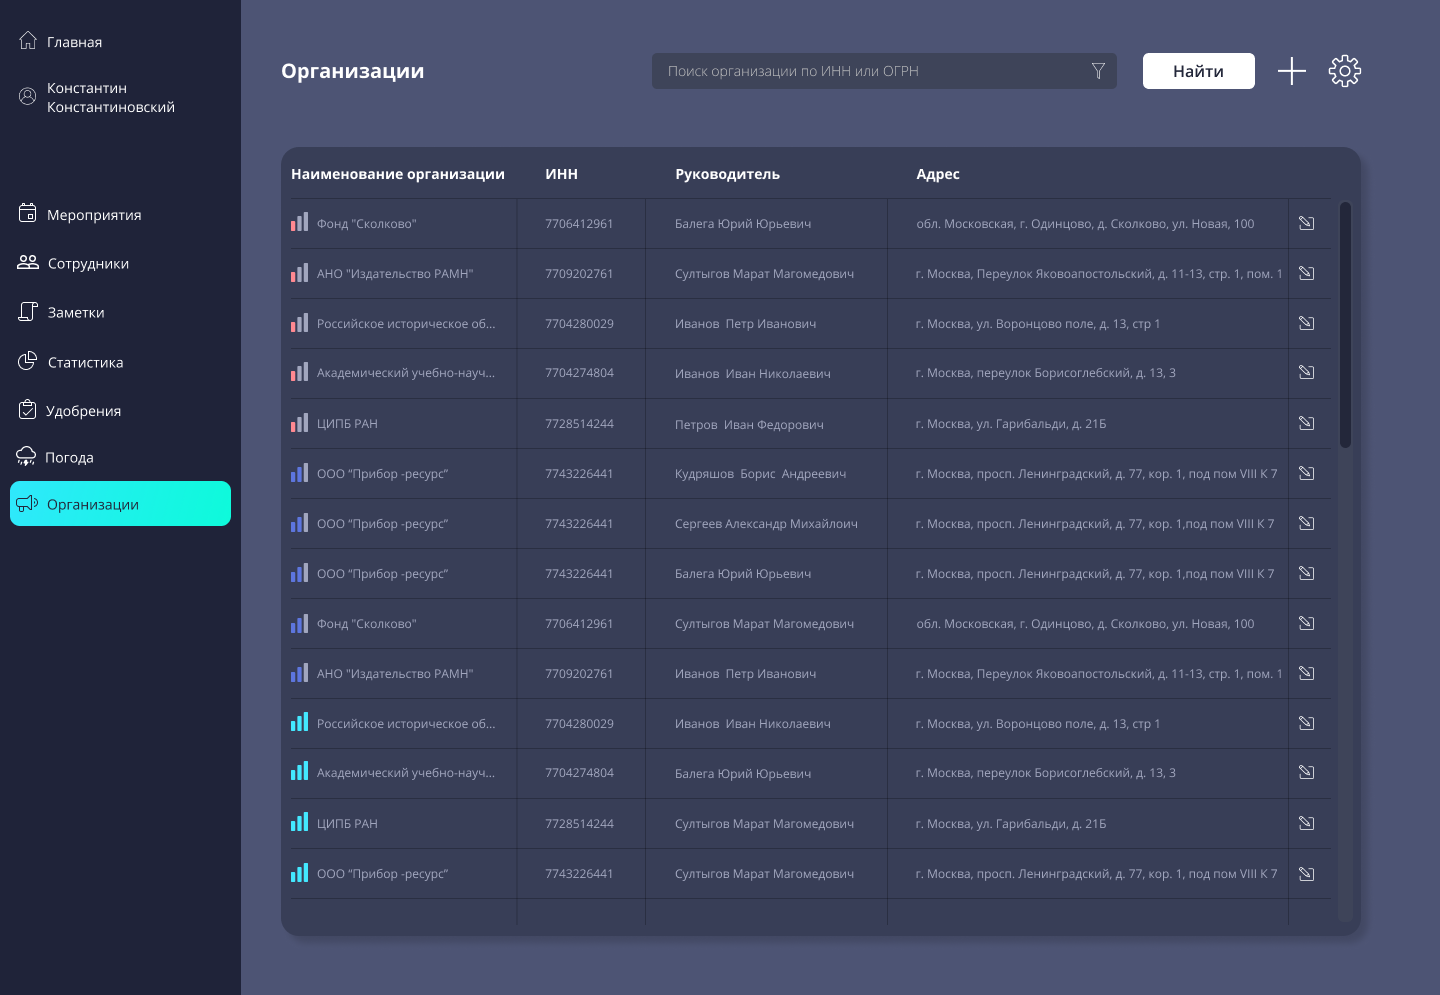 Главная
Константин
Константиновский
Мероприятия
Сотрудники
Заметки
Статистика
Удобрения
Погода
Организации
Организации
Поиск организации по ИНН или ОГРН
Найти
Наименование организации ИНН Руководитель Адрес
Фонд "Сколково" 7706412961 Балега Юрий Юрьевич обл. Московская, г. Одинцово, д. Сколково, ул. Новая, 100
АНО "Издательство РАМН" 7709202761 Султыгов Марат Магомедович г. Москва, Переулок Яковоапостольский, д. 11-13, стр. 1, пом. 1
Российское историческое об... 7704280029 Иванов Петр Иванович г. Москва, ул. Воронцово поле, д. 13, стр 1
Академический учебно-науч... 7704274804 Иванов Иван Николаевич г. Москва, переулок Борисоглебский, д. 13, 3
ЦИПБ РАН 7728514244 Петров Иван Федорович г. Москва, ул. Гарибальди, д. 21Б
ООО “Прибор -ресурс” 7743226441 Кудряшов Борис Андреевич г. Москва, просп. Ленинградский, д. 77, кор. 1, под пом VIII К 7
ООО “Прибор -ресурс” 7743226441 Сергеев Александр Михайлоич г. Москва, просп. Ленинградский, д. 77, кор. 1,под пом VIII К 7
ООО “Прибор -ресурс” 7743226441 Балега Юрий Юрьевич г. Москва, просп. Ленинградский, д. 77, кор. 1,под пом VIII К 7
Фонд "Сколково" 7706412961 Султыгов Марат Магомедович обл. Московская, г. Одинцово, д. Сколково, ул. Новая, 100
АНО "Издательство РАМН" 7709202761 Иванов Петр Иванович г. Москва, Переулок Яковоапостольский, д. 11-13, стр. 1, пом. 1
Российское историческое об... 7704280029 Иванов Иван Николаевич г. Москва, ул. Воронцово поле, д. 13, стр 1
Академический учебно-науч... 7704274804 Балега Юрий Юрьевич г. Москва, переулок Борисоглебский, д. 13, 3
ЦИПБ РАН 7728514244 Султыгов Марат Магомедович г. Москва, ул. Гарибальди, д. 21Б
ООО “Прибор -ресурс” 7743226441 Султыгов Марат Магомедович г. Москва, просп. Ленинградский, д. 77, кор. 1, под пом VIII К 7